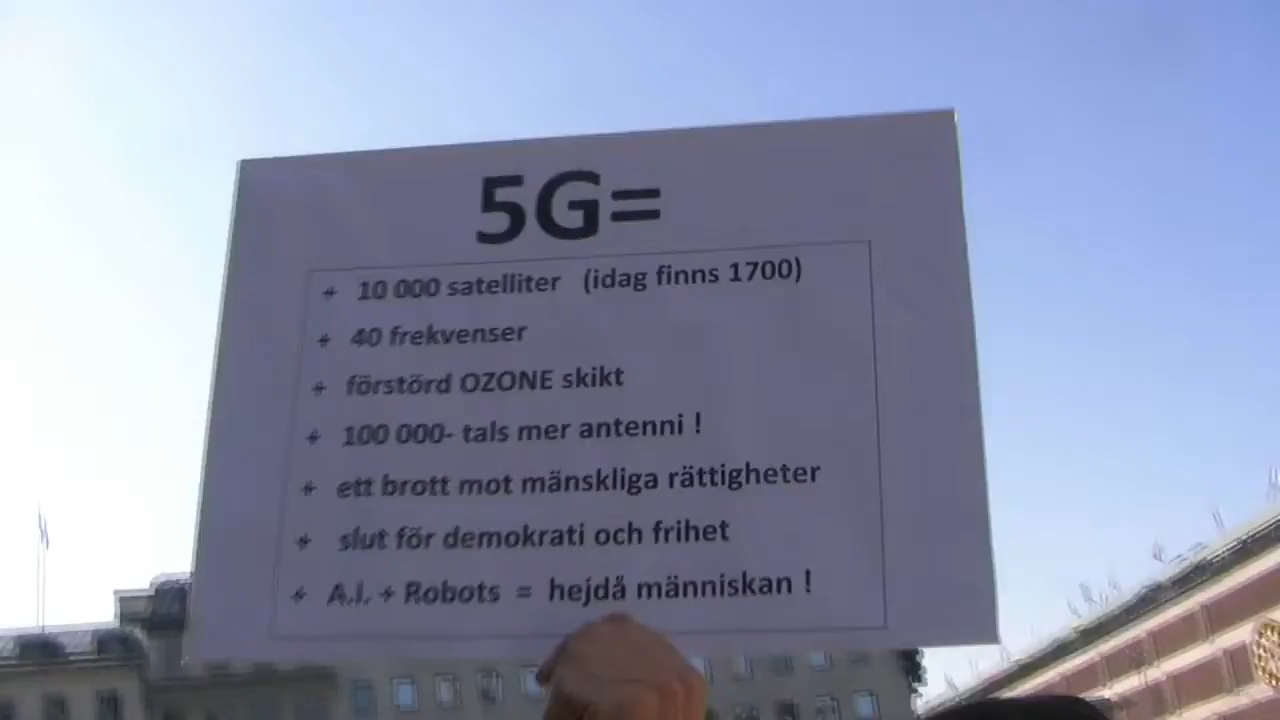 5G=
+ 10 000 satelliter (idag finns 1700)
+ 40 frekvenser
+ förstörd OZONE skikt
+ 100 000- tals mer antenni !
+ ett brott mot mänskliga rättigheter
+ slut för demokrati och frihet
+ A.I. + Robots = hejdå människan !